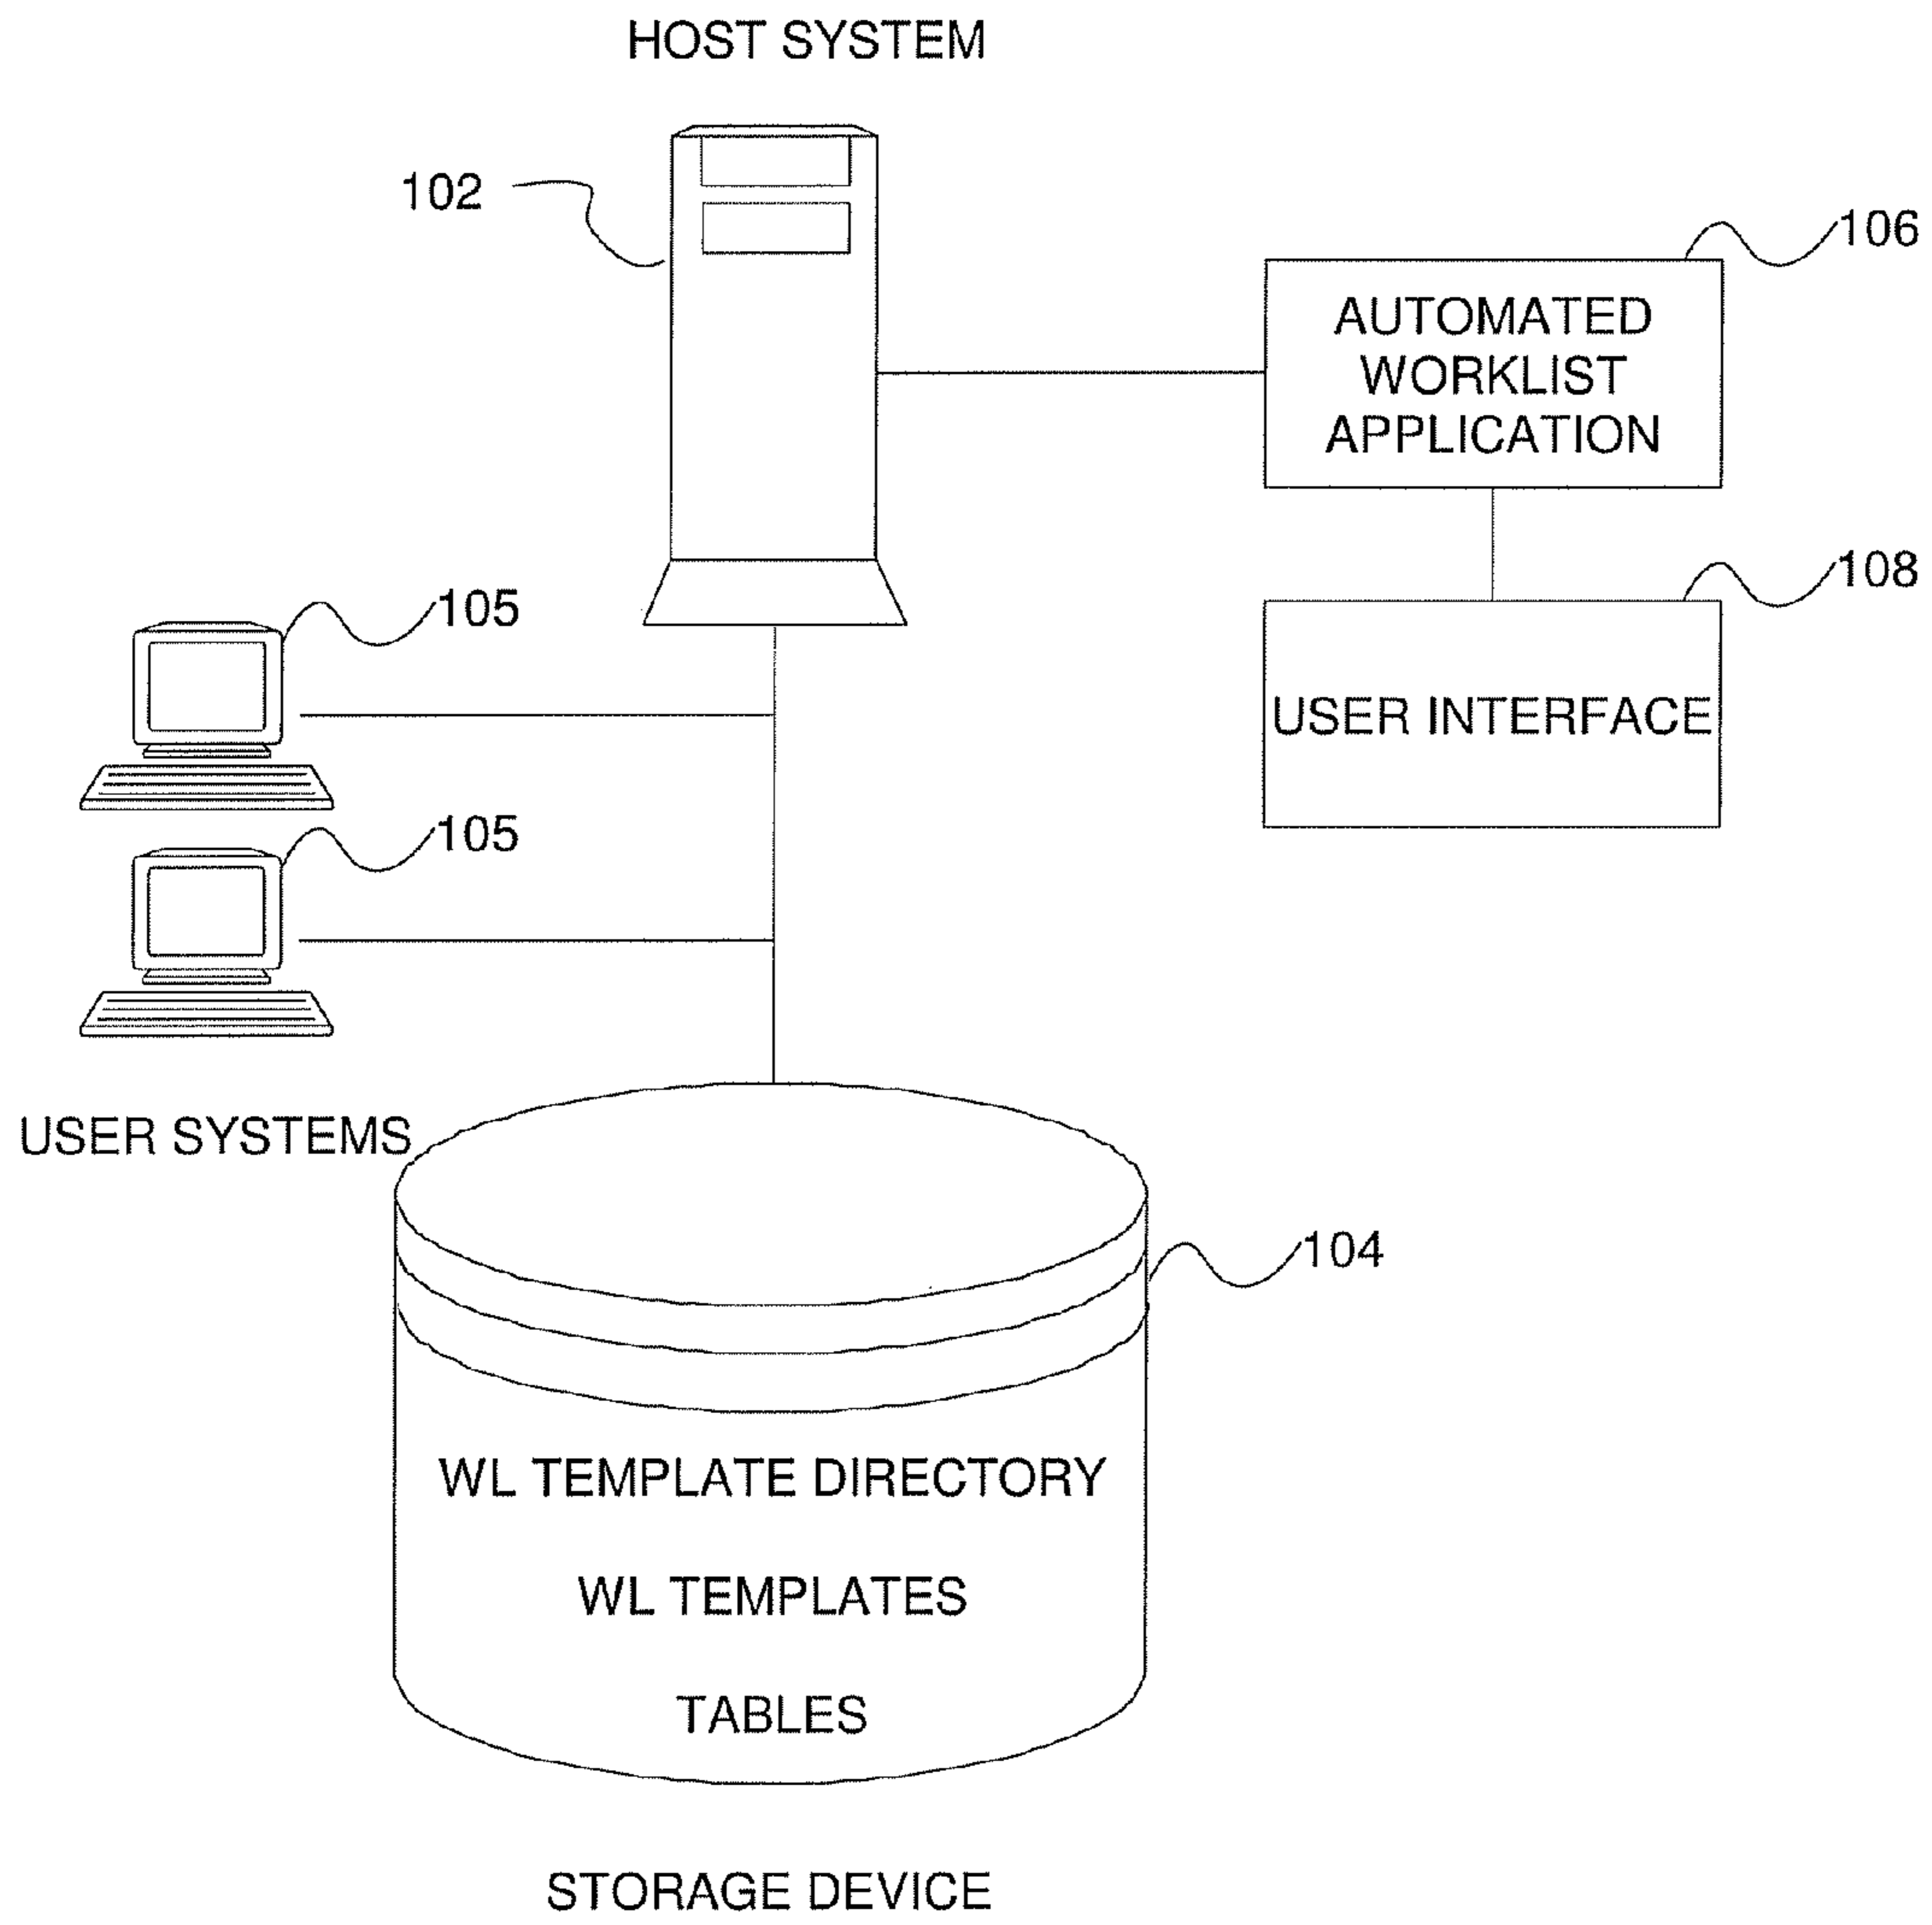 HOST SYSTEM
102
106
AUTOMATED
WORKLIST
APPLICATION
108
USER INTERFACE
105
105
USER SYSTEMS
104
WL TEMPLATE DIRECTORY
WL TEMPLATES
TABLES
STORAGE DEVICE